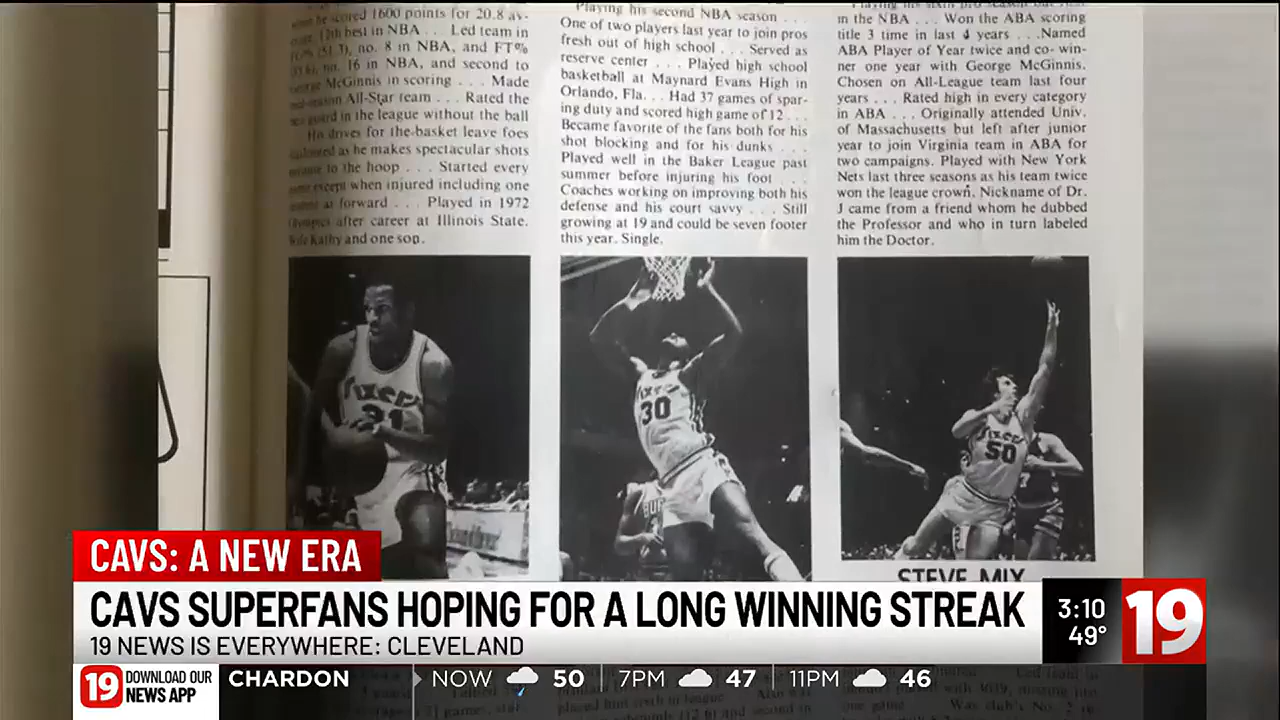 he scored 1600 points for 20.8 av-
12th best in NBA ... Led team in
no. 8 in NBA, and FT%
no. 16 in NBA, and second to
McGinnis in scoring ... Made
All-Star team ... Rated the
guard in the league without the ball
His drives for-the-basket leave foes
as he makes spectacular shots
to the hoop ... Started every
except when injured including one
at forward ... Played in 1972
Olympics after career at Illinois State.
Wife Kathy and one son.
Playing his second NBA season ...
One of two players last year to join pros
fresh out of high school ... Served as
reserve center ... Played high school
basketball at Maynard Evans High in
Orlando, Fla. .. Had 37 games of spar-
ing duty and scored high game of 12 ...
Became favorite of the fans both for his
shot blocking and for his dunks ...
Played well in the Baker League past
summer before injuring his foot ...
Coaches working on improving both his
defense and his court savvy ... Still
growing at 19 and could be seven footer
this year. Single.
in the NBA ... Won the ABA scoring
title 3 time in last 4 years ... Named
ABA Player of Year twice and co-win-
ner one year with George McGinnis.
Chosen on All-League team last four
years ... Rated high in every category
in ABA ... Originally attended Univ.
of Massachusetts but left after junior
year to join Virginia team in ABA for
two campaigns. Played with New York
Nets last three seasons as his team twice
won the league crown. Nickname of Dr.
J came from a friend whom he dubbed
the Professor and who in turn labeled
him the Doctor.
Sixers
21
Sixers
30
Sixers
50
STEVE MIX
CAVS: A NEW ERA
CAVS SUPERFANS HOPING FOR A LONG WINNING STREAK
19 NEWS IS EVERYWHERE: CLEVELAND
3:10
49°
19
19 DOWNLOAD OUR
NEWS APP
CHARDON NOW 50 7PM 47 11PM 46